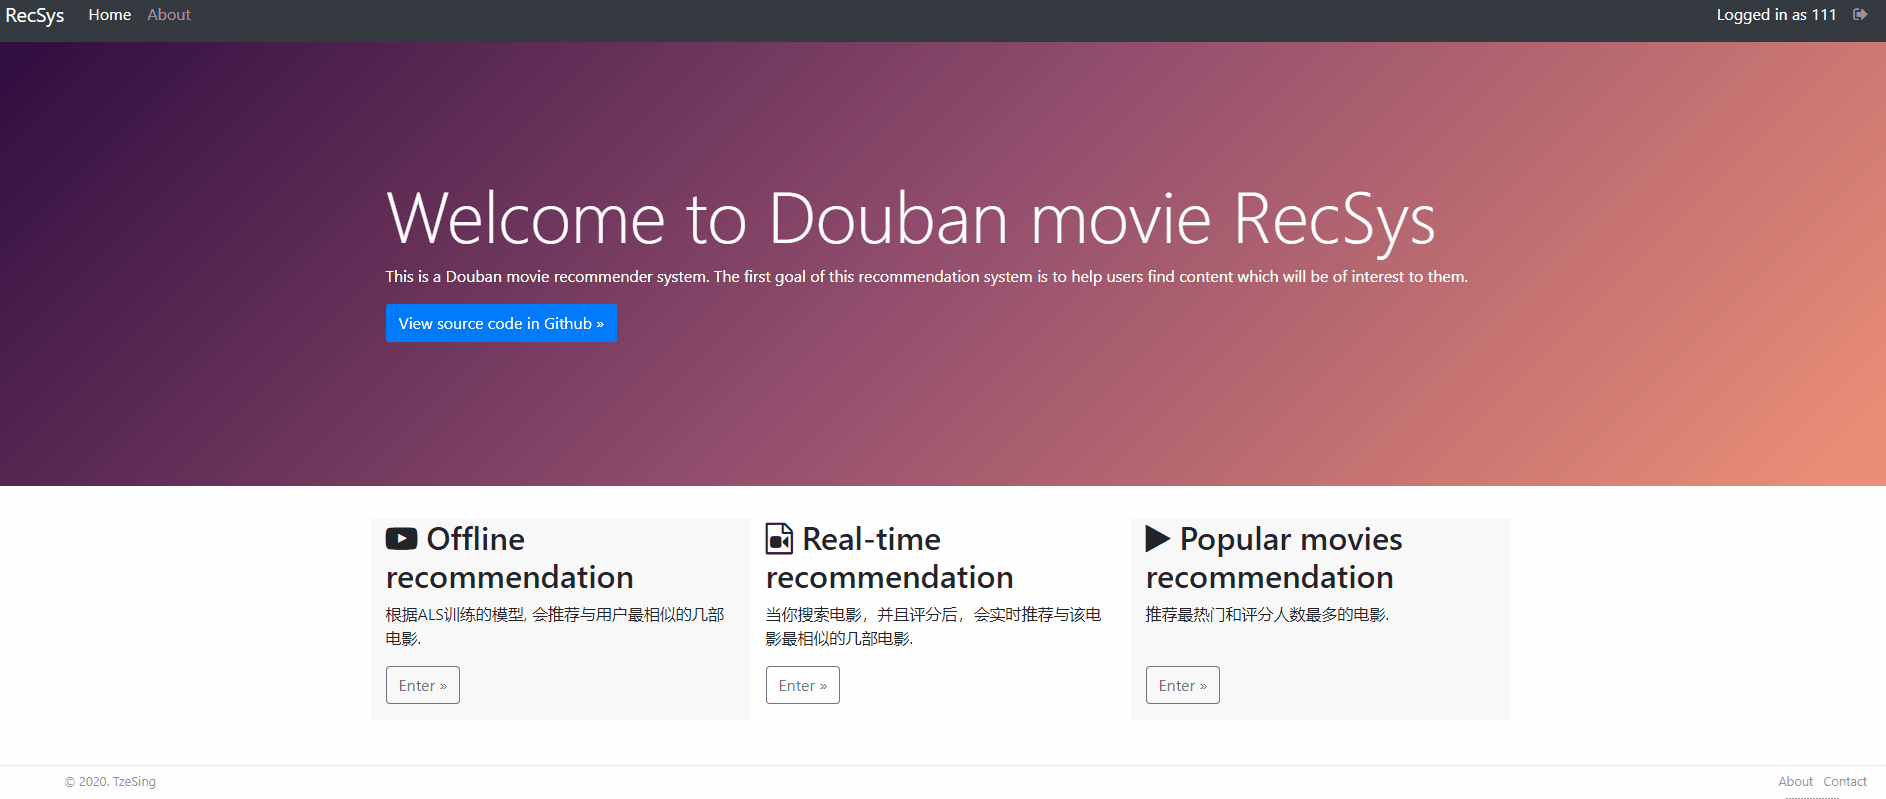 RecSys Home About Logged in as 111
Welcome to Douban movie RecSys
This is a Douban movie recommender system. The first goal of this recommendation system is to help users find content which will be of interest to them.
View source code in Github »
Offline
recommendation
根据ALS训练的模型, 会推荐与用户最相似的几部
电影.
Enter »
Real-time
recommendation
当你搜索电影，并且评分后，会实时推荐与该电
影最相似的几部电影.
Enter »
Popular movies
recommendation
推荐最热门和评分人数最多的电影.
Enter »
© 2020. TzeSing About Contact